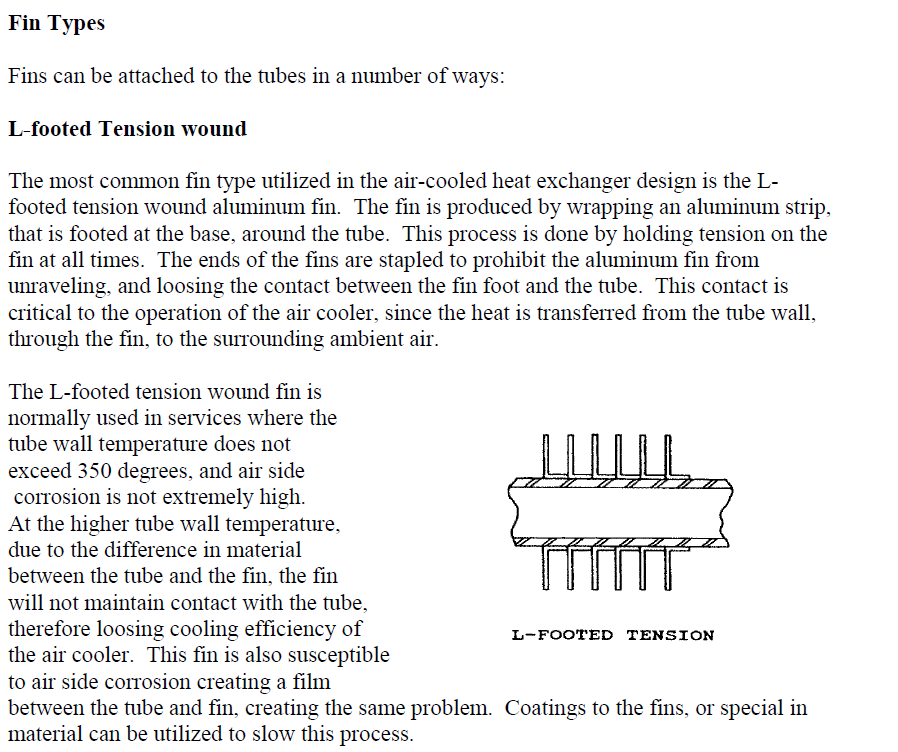 Fin Types
Fins can be attached to the tubes in a number of ways:
L-footed Tension wound
The most common fin type utilized in the air-cooled heat exchanger design is the L-
footed tension wound aluminum fin.  The fin is produced by wrapping an aluminum strip,
that is footed at the base, around the tube.  This process is done by holding tension on the
fin at all times.  The ends of the fins are stapled to prohibit the aluminum fin from
unraveling, and loosing the contact between the fin foot and the tube.  This contact is
critical to the operation of the air cooler, since the heat is transferred from the tube wall,
through the fin, to the surrounding ambient air.
The L-footed tension wound fin is
normally used in services where the
tube wall temperature does not
exceed 350 degrees, and air side
corrosion is not extremely high.
At the higher tube wall temperature,
due to the difference in material
between the tube and the fin, the fin
will not maintain contact with the tube,
therefore loosing cooling efficiency of
the air cooler.  This fin is also susceptible
to air side corrosion creating a film
between the tube and fin, creating the same problem.  Coatings to the fins, or special in
material can be utilized to slow this process.
L-FOOTED TENSION